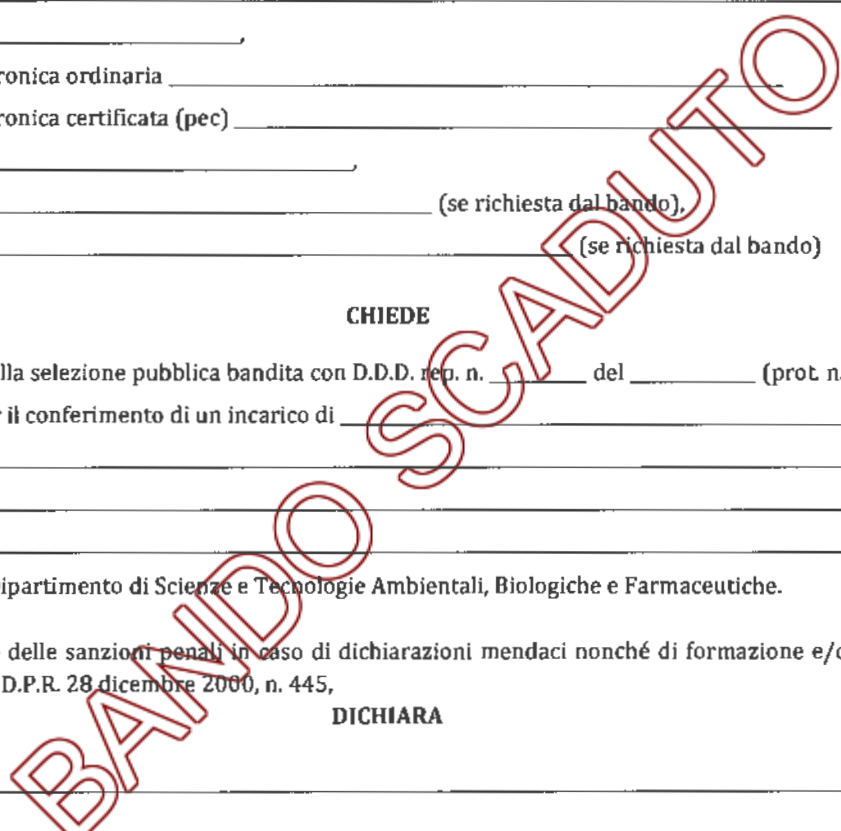 ronica ordinaria
ronica certificata (pec)
(se richiesta dal bando),
(se richiesta dal bando)
CHIEDE
lla selezione pubblica bandita con D.D.D. rep. n. ______ del ______ (prot. n.
il conferimento di un incarico di
ipartimento di Scienze e Tecnologie Ambientali, Biologiche e Farmaceutiche.
delle sanzioni penali in caso di dichiarazioni mendaci nonché di formazione e/o
D.P.R. 28 dicembre 2000, n. 445,
DICHIARA
BANDO SCADUTO